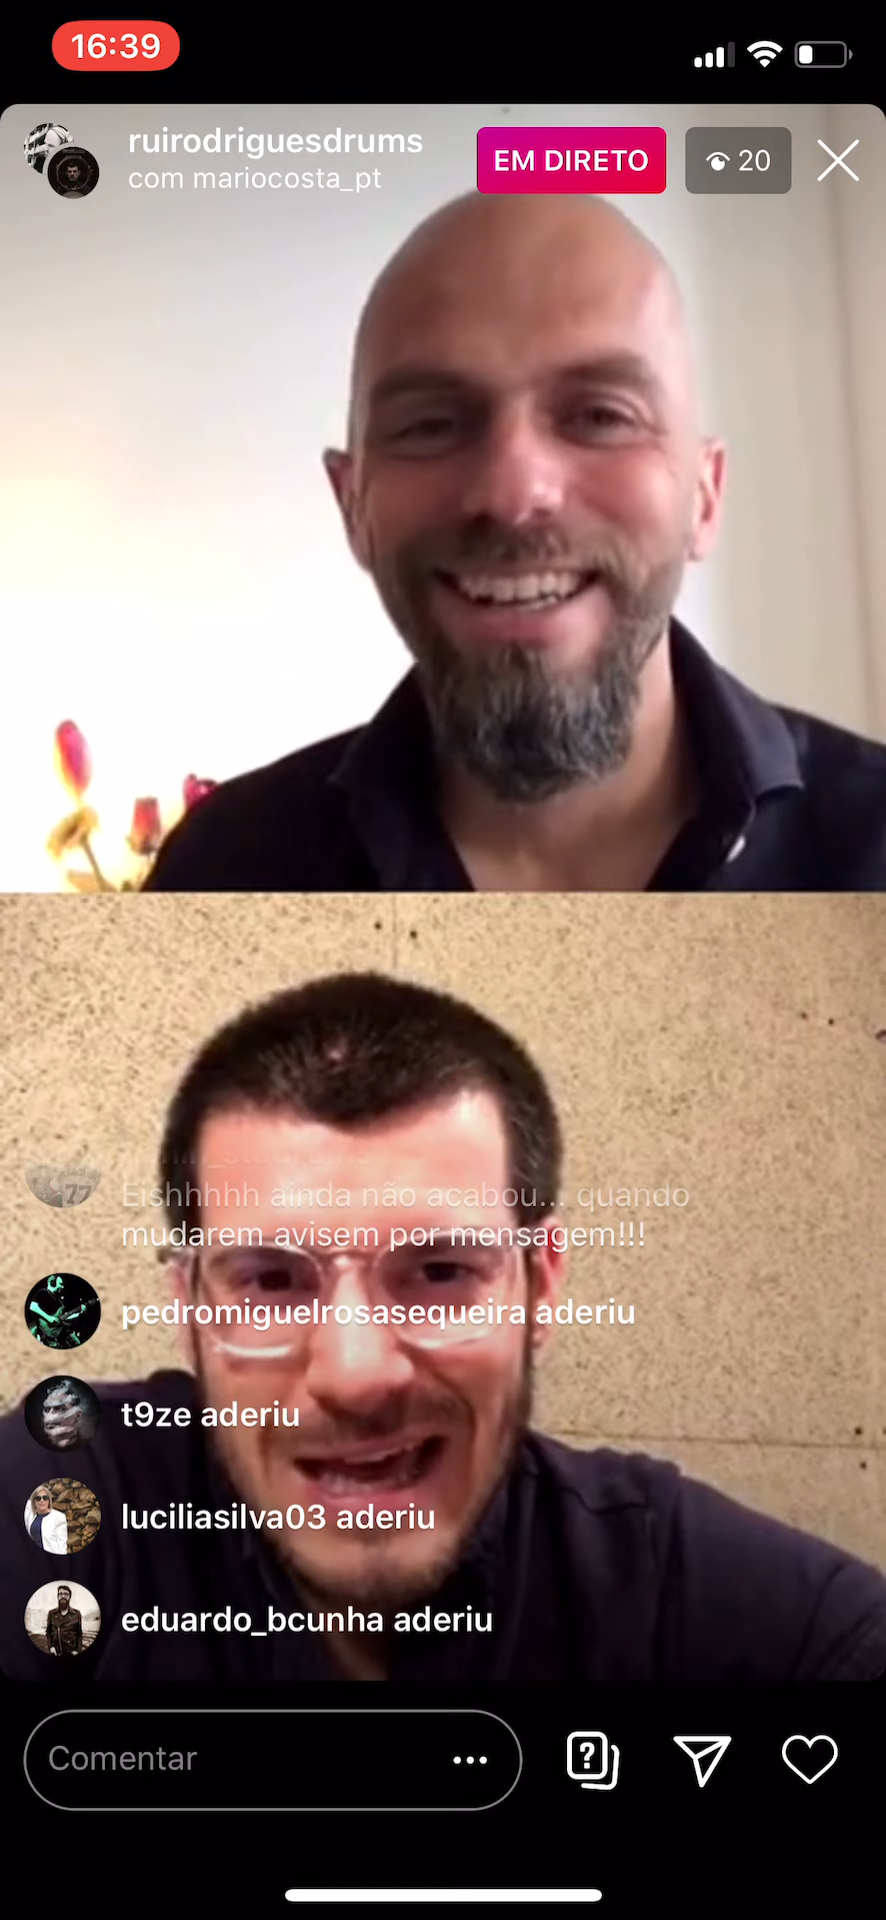 16:39
ruirodriguesdrums
com mariocosta_pt
EM DIRETO
20
Eishhhhh ainda não acabou... quando
mudarem avisem por mensagem!!!
pedromiguelrosasequeira aderiu
t9ze aderiu
luciliasilva03 aderiu
eduardo_bcunha aderiu
Comentar